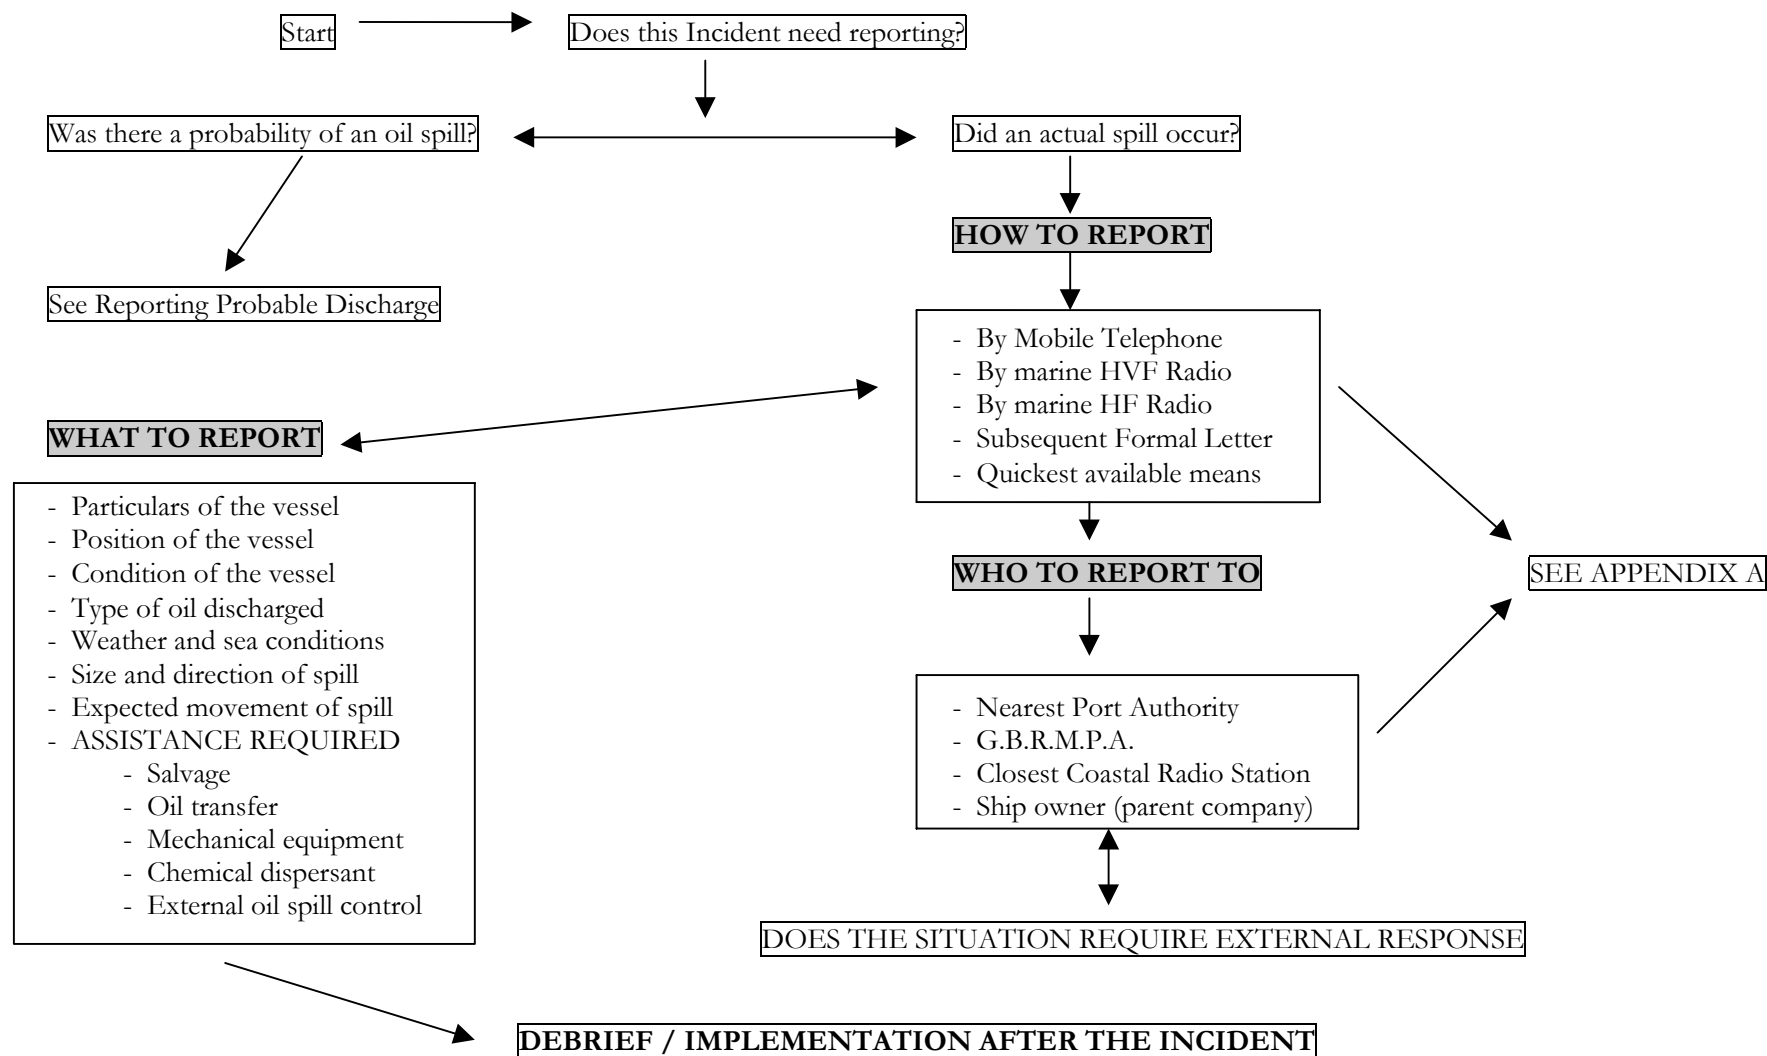 Start
Does this Incident need reporting?
Was there a probability of an oil spill?
Did an actual spill occur?
HOW TO REPORT
See Reporting Probable Discharge
- By Mobile Telephone
- By marine HVF Radio
- By marine HF Radio
- Subsequent Formal Letter
- Quickest available means
WHAT TO REPORT
- Particulars of the vessel
- Position of the vessel
- Condition of the vessel
- Type of oil discharged
- Weather and sea conditions
- Size and direction of spill
- Expected movement of spill
- ASSISTANCE REQUIRED
- Salvage
- Oil transfer
- Mechanical equipment
- Chemical dispersant
- External oil spill control
WHO TO REPORT TO
SEE APPENDIX A
- Nearest Port Authority
- G.B.R.M.P.A.
- Closest Coastal Radio Station
- Ship owner (parent company)
DOES THE SITUATION REQUIRE EXTERNAL RESPONSE
DEBRIEF / IMPLEMENTATION AFTER THE INCIDENT